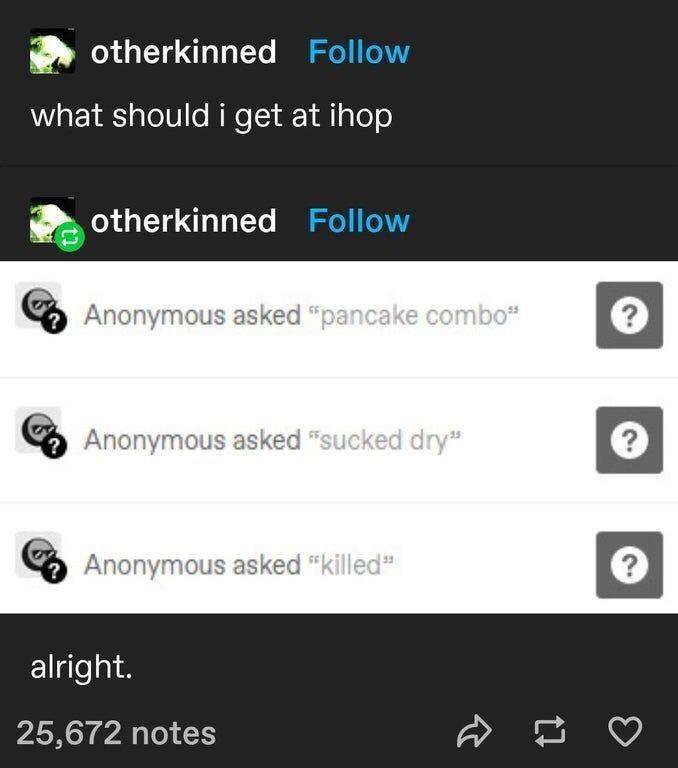 otherkinned Follow
what should i get at ihop
otherkinned Follow
Anonymous asked “pancake combo”
Anonymous asked “sucked dry”
Anonymous asked “killed”
alright.
25,672 notes